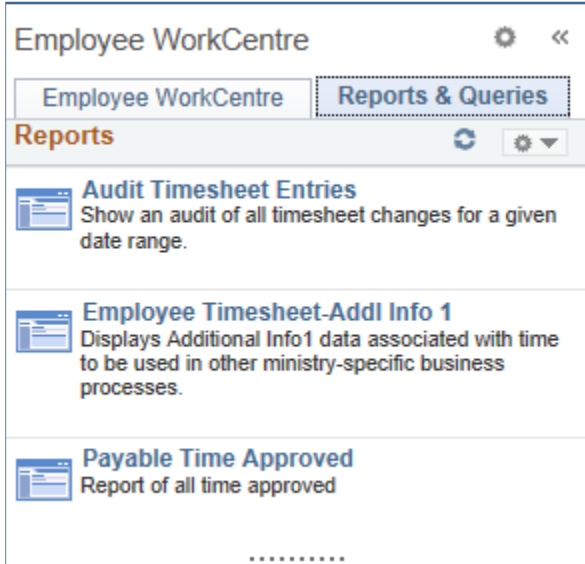 Employee WorkCentre
Employee WorkCentre
Reports & Queries
Reports
Audit Timesheet Entries
Show an audit of all timesheet changes for a given
date range.
Employee Timesheet-Addl Info 1
Displays Additional Info1 data associated with time
to be used in other ministry-specific business
processes.
Payable Time Approved
Report of all time approved